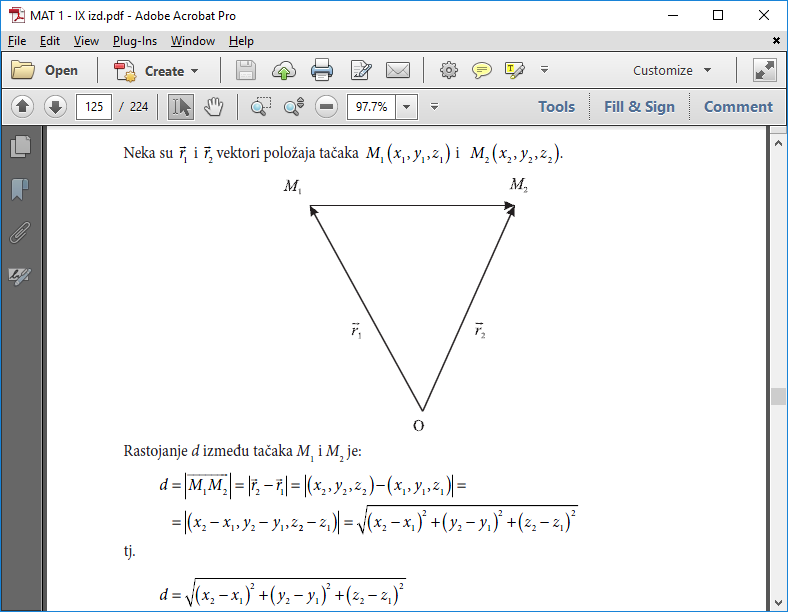 MAT 1 - IX izd.pdf - Adobe Acrobat Pro
File Edit View Plug-Ins Window Help
Open Create Customize
125 / 224 97.7% Tools Fill & Sign Comment
Neka su r⃗₁ i r⃗₂ vektori položaja tačaka M₁(x₁, y₁, z₁) i M₂(x₂, y₂, z₂).
M₁ M₂
r⃗₁ r⃗₂
O
Rastojanje d između tačaka M₁ i M₂ je:
d = |M₁M₂| = |r⃗₂ − r⃗₁| = |(x₂, y₂, z₂) − (x₁, y₁, z₁)| =
= |(x₂ − x₁, y₂ − y₁, z₂ − z₁)| = √((x₂ − x₁)² + (y₂ − y₁)² + (z₂ − z₁)²)
tj.
d = √((x₂ − x₁)² + (y₂ − y₁)² + (z₂ − z₁)²)